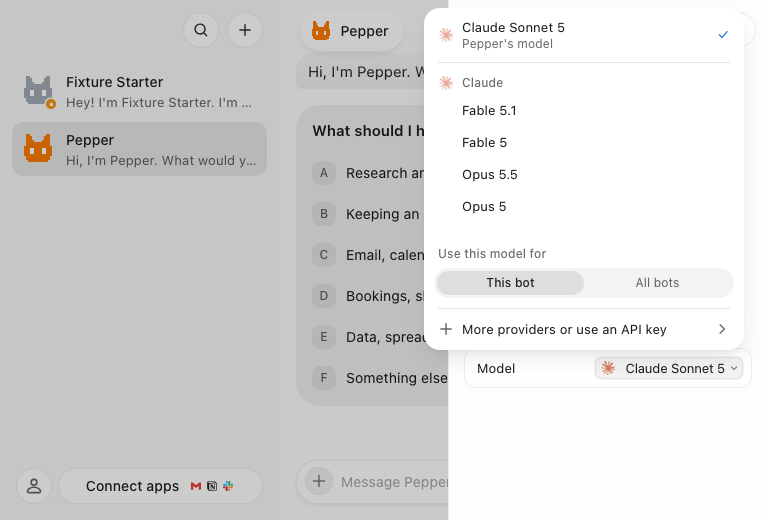 Fixture Starter
Hey! I'm Fixture Starter. I'm ...
Pepper
Hi, I'm Pepper. What would y...
Connect apps
Pepper
Hi, I'm Pepper. W
What should I h
A Research an
B Keeping an
C Email, calen
D Bookings, sh
E Data, spread
F Something else
Message Pepper
Claude Sonnet 5
Pepper's model
Claude
Fable 5.1
Fable 5
Opus 5.5
Opus 5
Use this model for
This bot All bots
More providers or use an API key
Model Claude Sonnet 5